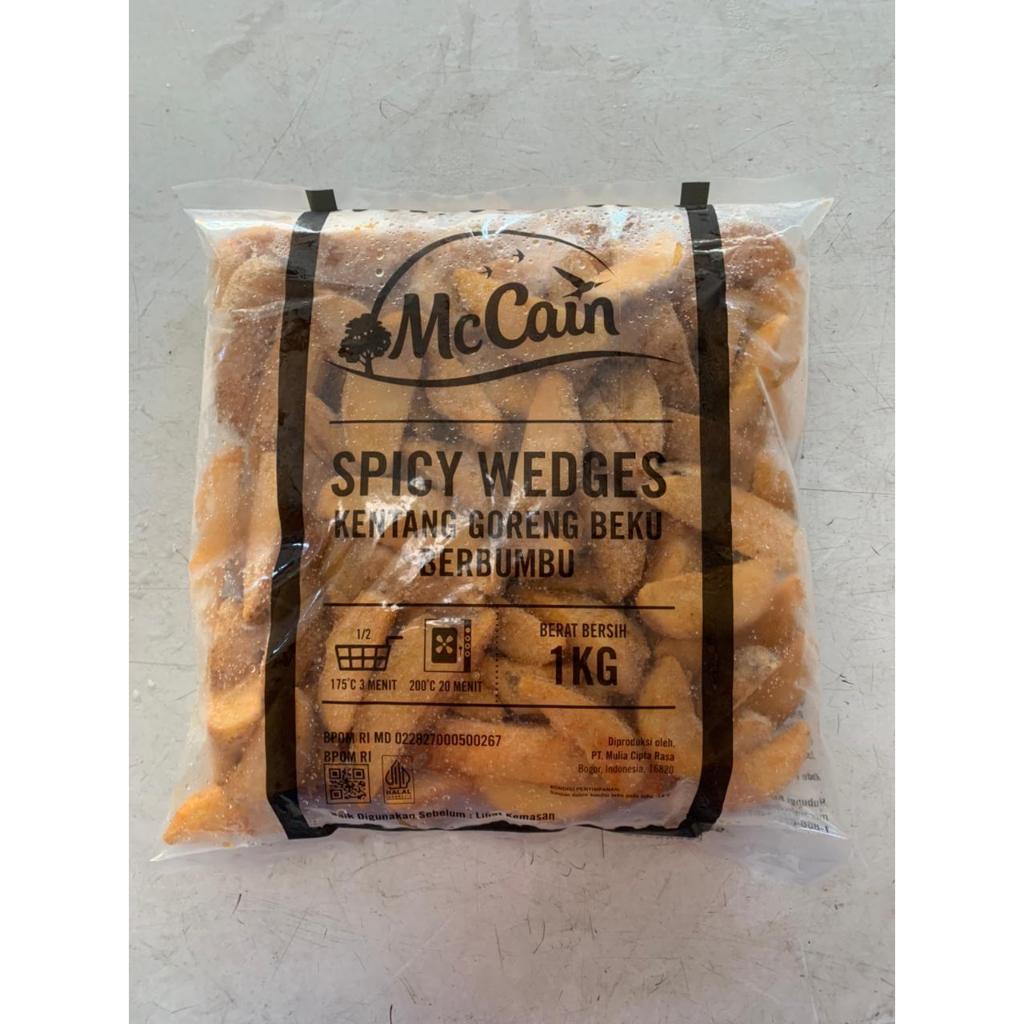 McCain
SPICY WEDGES
KENTANG GORENG BEKU
BERBUMBU
1/2
175°C 3 MENIT
200°C 20 MENIT
BERAT BERSIH
1KG
BPOM RI MD 022827000500267
BPOM RI
HALAL
Diproduksi oleh,
PT. Mulia Cipta Rasa
Bogor, Indonesia, 16820
KONDISI PENYIMPANAN:
Baik Digunakan Sebelum : Lihat Kemasan